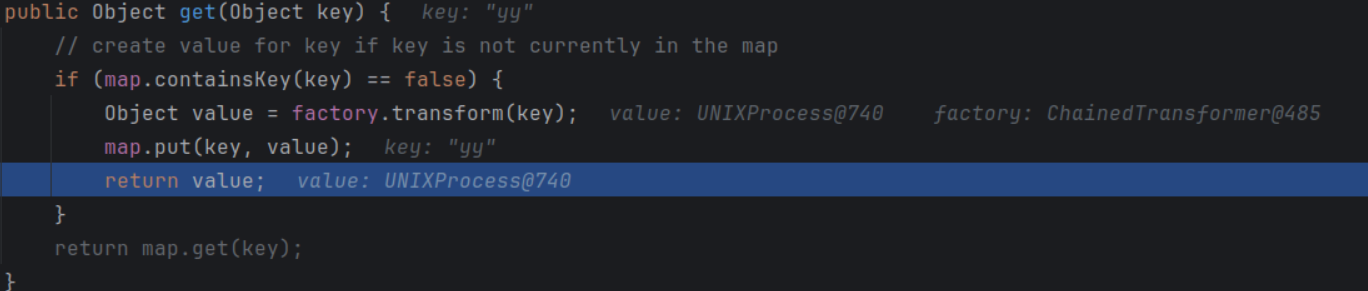 public Object get(Object key) {   key: "yy"
    // create value for key if key is not currently in the map
    if (map.containsKey(key) == false) {
        Object value = factory.transform(key);   value: UNIXProcess@740    factory: ChainedTransformer@485
        map.put(key, value);   key: "yy"
        return value;   value: UNIXProcess@740
    }
    return map.get(key);
}